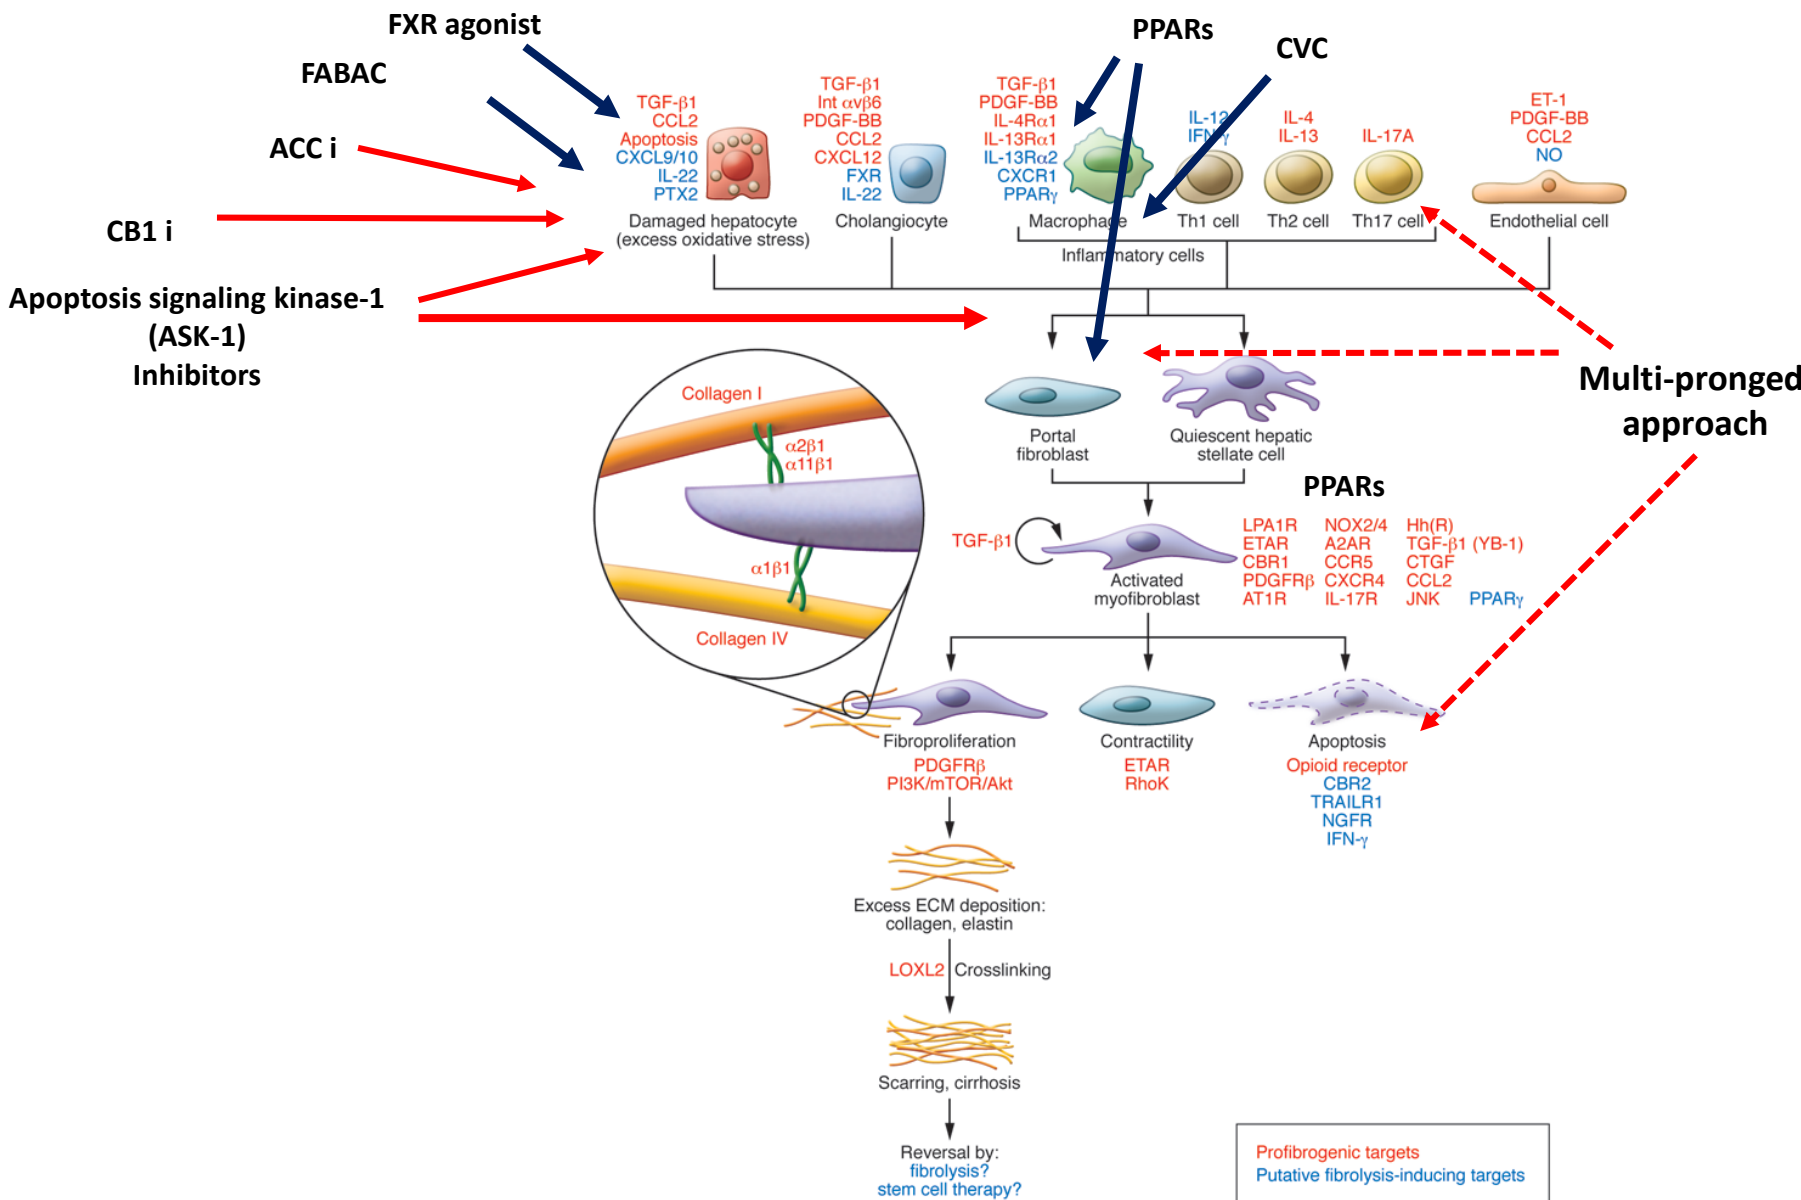 FXR agonist
FABAC
ACC i
CB1 i
Apoptosis signaling kinase-1
(ASK-1)
Inhibitors
PPARs
CVC
TGF-β1
CCL2
Apoptosis
CXCL9/10
IL-22
PTX2
Damaged hepatocyte
(excess oxidative stress)
TGF-β1
Int αvβ6
PDGF-BB
CCL2
CXCL12
FXR
IL-22
Cholangiocyte
TGF-β1
PDGF-BB
IL-4Rα1
IL-13Rα1
IL-13Rα2
CXCR1
PPARγ
Macrophage
IL-12
IFN-γ
Th1 cell
IL-4
IL-13
Th2 cell
IL-17A
Th17 cell
Inflammatory cells
ET-1
PDGF-BB
CCL2
NO
Endothelial cell
Multi-pronged
approach
Portal
fibroblast
Quiescent hepatic
stellate cell
Collagen I
α2β1
α11β1
α1β1
Collagen IV
TGF-β1
Activated
myofibroblast
PPARs
LPA1R NOX2/4 Hh(R)
ETAR A2AR TGF-β1 (YB-1)
CBR1 CCR5 CTGF
PDGFRβ CXCR4 CCL2
AT1R IL-17R JNK PPARγ
Fibroproliferation
PDGFRβ
PI3K/mTOR/Akt
Contractility
ETAR
RhoK
Apoptosis
Opioid receptor
CBR2
TRAILR1
NGFR
IFN-γ
Excess ECM deposition:
collagen, elastin
LOXL2 Crosslinking
Scarring, cirrhosis
Reversal by:
fibrolysis?
stem cell therapy?
Profibrogenic targets
Putative fibrolysis-inducing targets